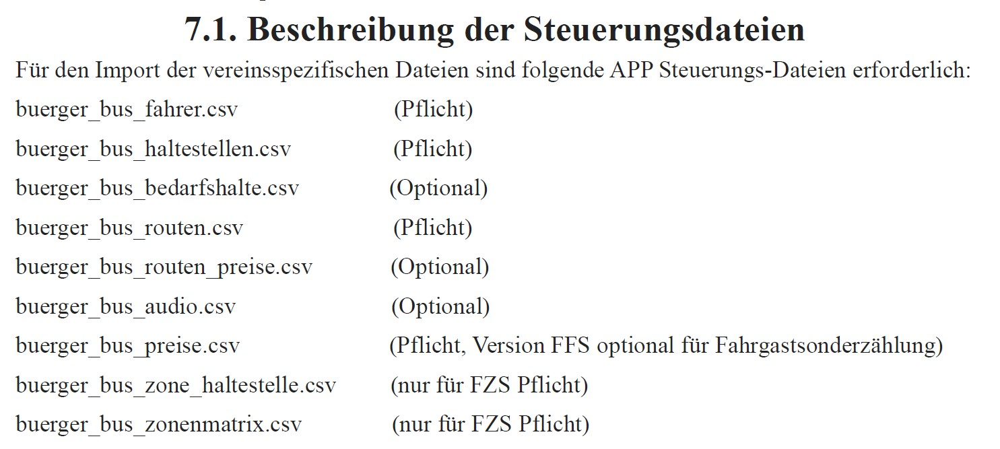 7.1. Beschreibung der Steuerungsdateien
Für den Import der vereinsspezifischen Dateien sind folgende APP Steuerungs-Dateien erforderlich:
buerger_bus_fahrer.csv (Pflicht)
buerger_bus_haltestellen.csv (Pflicht)
buerger_bus_bedarfshalte.csv (Optional)
buerger_bus_routen.csv (Pflicht)
buerger_bus_routen_preise.csv (Optional)
buerger_bus_audio.csv (Optional)
buerger_bus_preise.csv (Pflicht, Version FFS optional für Fahrgastsonderzählung)
buerger_bus_zone_haltestelle.csv (nur für FZS Pflicht)
buerger_bus_zonenmatrix.csv (nur für FZS Pflicht)